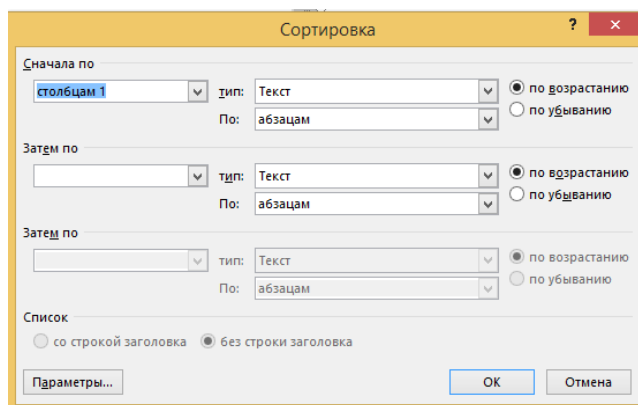 Сортировка ? ×
Сначала по
столбцам 1 тип: Текст по возрастанию
По: абзацам по убыванию
Затем по
тип: Текст по возрастанию
По: абзацам по убыванию
Затем по
тип: Текст по возрастанию
По: абзацам по убыванию
Список
со строкой заголовка без строки заголовка
Параметры... ОК Отмена